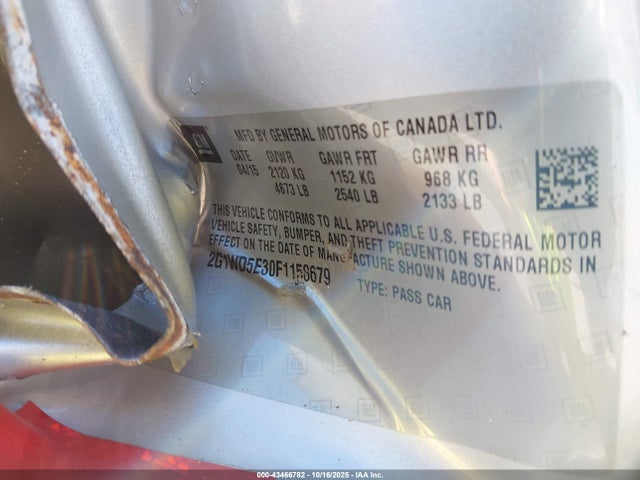 GM
MFD BY GENERAL MOTORS OF CANADA LTD.
DATE GVWR GAWR FRT GAWR RR
04/15 2120 KG 1152 KG 968 KG
4673 LB 2540 LB 2133 LB
THIS VEHICLE CONFORMS TO ALL APPLICABLE U.S. FEDERAL MOTOR
VEHICLE SAFETY, BUMPER, AND THEFT PREVENTION STANDARDS IN
EFFECT ON THE DATE OF MANUFACTURE SHOWN ABOVE.
2G1WD5E30F1158679 TYPE: PASS CAR
000-43466782 - 10/16/2025 - IAA Inc.